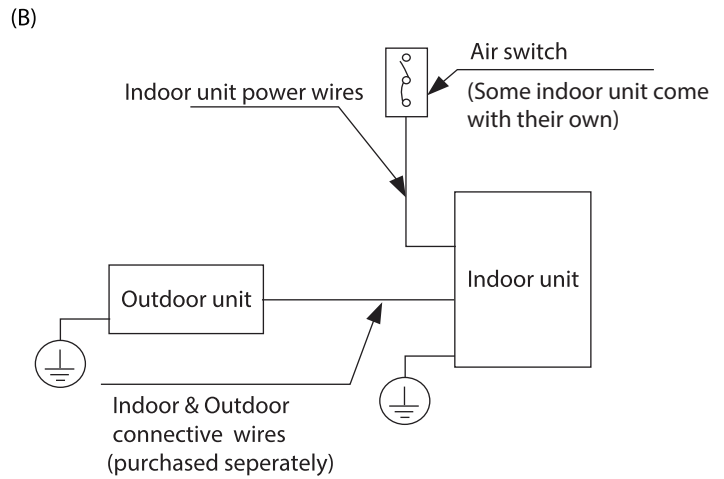 (B)
Air switch
(Some indoor unit come
with their own)
Indoor unit power wires
Indoor unit
Outdoor unit
Indoor & Outdoor
connective wires
(purchased seperately)